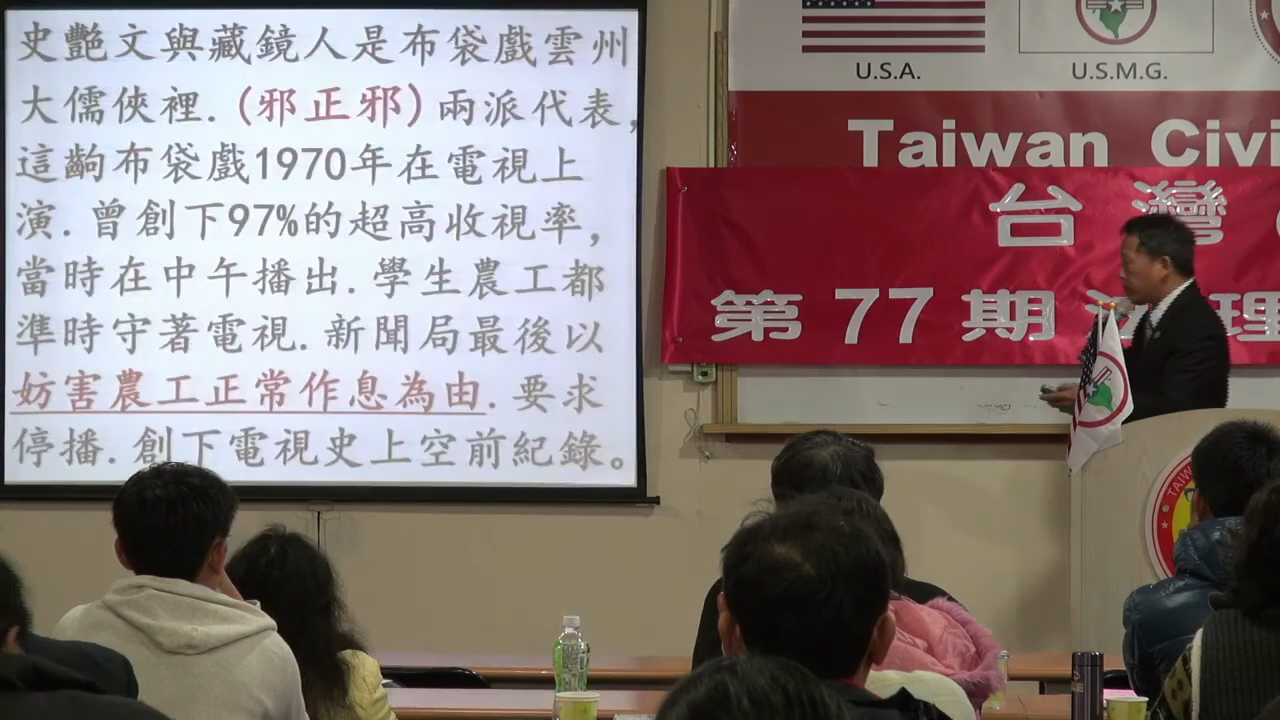 史艷文與藏鏡人是布袋戲雲州
大儒俠裡.(邪正邪)兩派代表,
這齣布袋戲1970年在電視上
演.曾創下97%的超高收視率,
當時在中午播出.學生農工都
準時守著電視.新聞局最後以
妨害農工正常作息為由.要求
停播.創下電視史上空前紀錄。
U.S.A.
U.S.M.G.
Taiwan Civi
台灣
第77期法理
TAIW